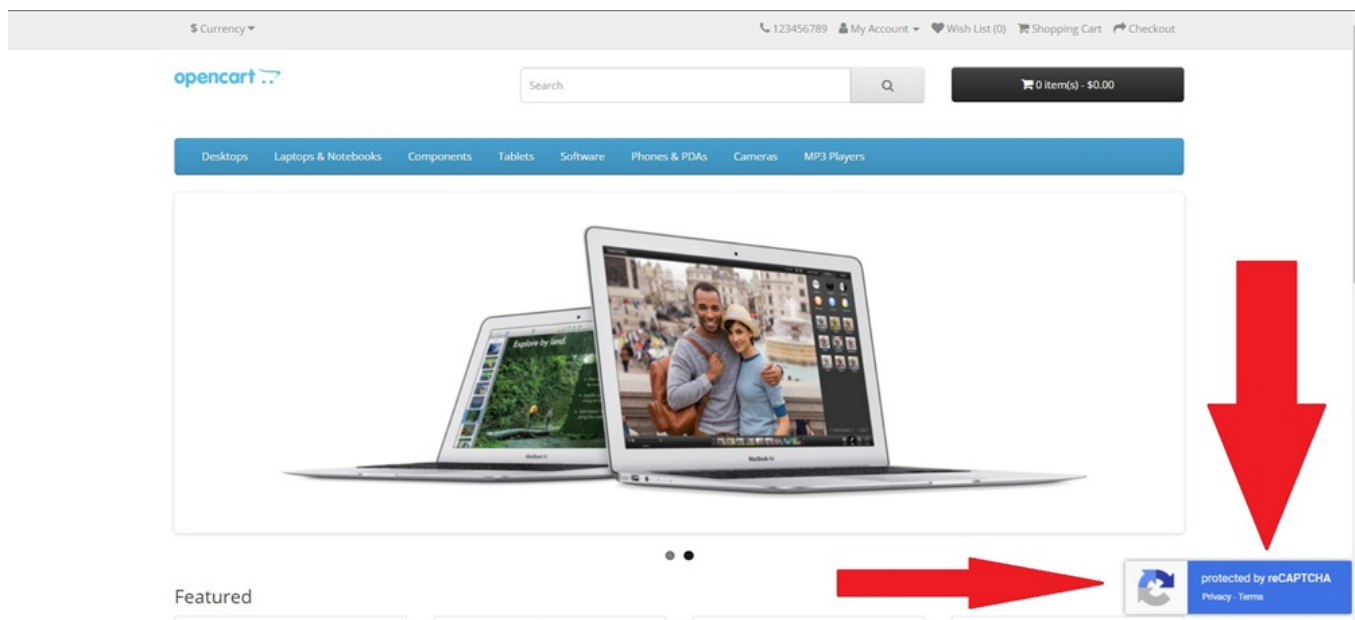 $ Currency
123456789 My Account Wish List (0) Shopping Cart Checkout
opencart
Search
0 item(s) - $0.00
Desktops Laptops & Notebooks Components Tablets Software Phones & PDAs Cameras MP3 Players
Explore by land.
MacBook Air
MacBook Air
protected by reCAPTCHA
Privacy - Terms
Featured